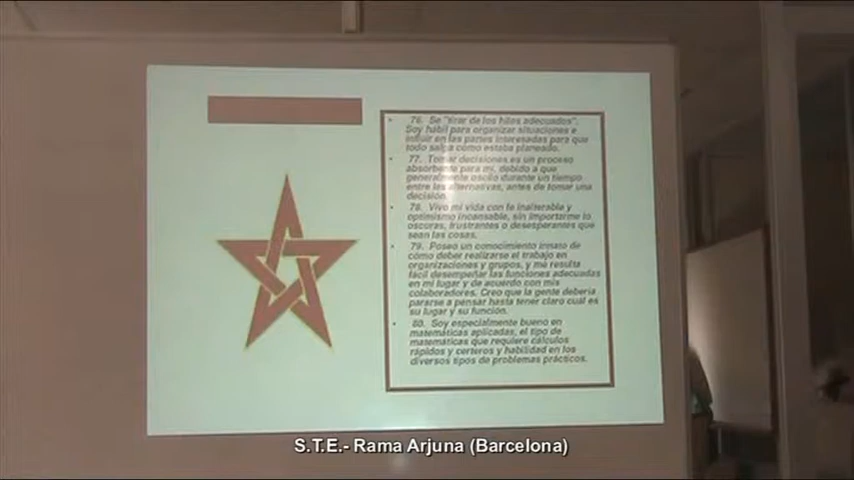 76. Se "tirar de los hilos adecuados".
Soy hábil para organizar situaciones e
influir en las partes interesadas para que
todo salga como estaba planeado.
77. Tomar decisiones es un proceso
absorbente para mí, debido a que
generalmente oscilo durante un tiempo
entre las alternativas, antes de tomar una
decisión.
78. Vivo mi vida con fe inalterable y
optimismo incansable, sin importarme lo
oscuras, frustrantes o desesperantes que
sean las cosas.
79. Poseo un conocimiento innato de
cómo deber realizarse el trabajo en
organizaciones y grupos, y me resulta
fácil desempeñar las funciones adecuadas
en mi lugar y de acuerdo con mis
colaboradores. Creo que la gente debería
pararse a pensar hasta tener claro cuál es
su lugar y su función.
80. Soy especialmente bueno en
matemáticas aplicadas, el tipo de
matemáticas que requiere cálculos
rápidos y certeros y habilidad en los
diversos tipos de problemas prácticos.
S.T.E.- Rama Arjuna (Barcelona)